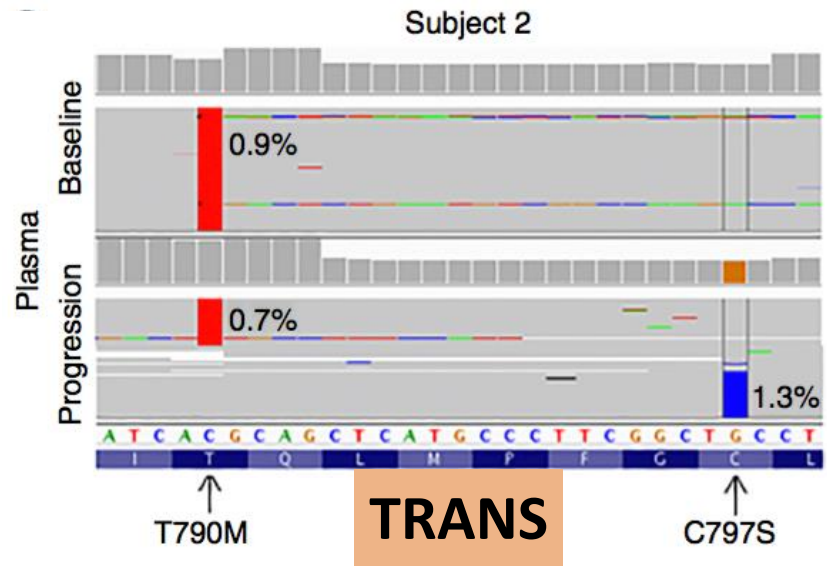 Subject 2
Plasma
Baseline
0.9%
Progression
0.7%
1.3%
A T C A C G C A G C T C A T G C C C T T C G G C T G C C T
I T Q L M P F G C L
T790M
TRANS
C797S